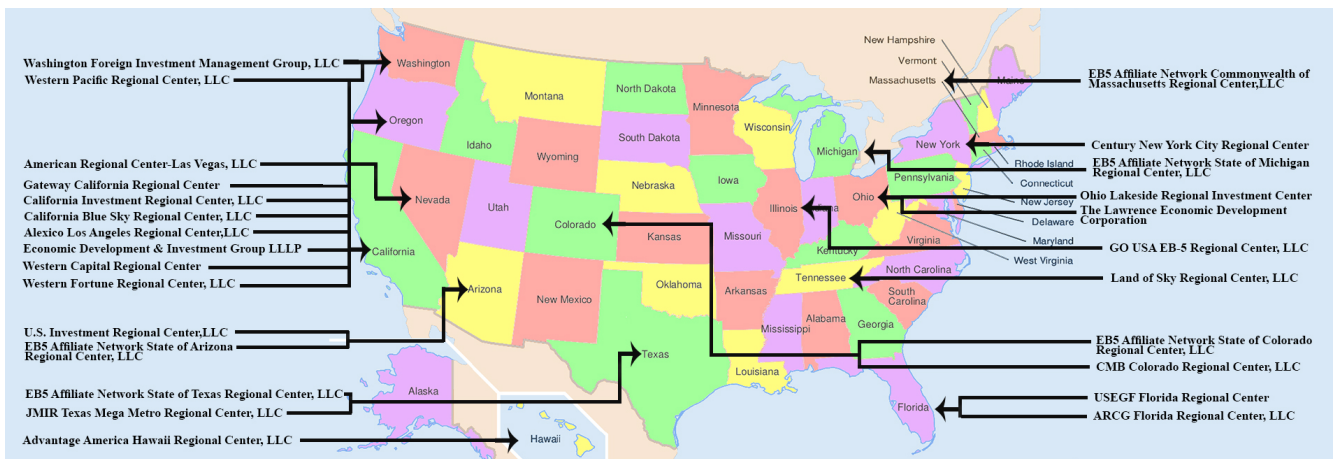 Washington Foreign Investment Management Group, LLC
Western Pacific Regional Center, LLC
American Regional Center-Las Vegas, LLC
Gateway California Regional Center
California Investment Regional Center, LLC
California Blue Sky Regional Center, LLC
Alexico Los Angeles Regional Center,LLC
Economic Development & Investment Group LLLP
Western Capital Regional Center
Western Fortune Regional Center, LLC
U.S. Investment Regional Center,LLC
EB5 Affiliate Network State of Arizona
Regional Center, LLC
EB5 Affiliate Network State of Texas Regional Center, LLC
JMIR Texas Mega Metro Regional Center, LLC
Advantage America Hawaii Regional Center, LLC
Washington
Oregon
Idaho
Montana
North Dakota
South Dakota
Minnesota
Wisconsin
Michigan
Wyoming
Nebraska
Iowa
Nevada
Utah
Colorado
Kansas
Missouri
Illinois
Ohio
California
Arizona
New Mexico
Oklahoma
Arkansas
Texas
Louisiana
Mississippi
Alabama
Georgia
Florida
Tennessee
Kentucky
North Carolina
South
Carolina
Virginia
West Virginia
Maryland
Delaware
New Jersey
Pennsylvania
Connecticut
Rhode Island
New York
Massachusetts
Vermont
New Hampshire
Maine
Alaska
Hawaii
EB5 Affiliate Network Commonwealth of
Massachusetts Regional Center,LLC
Century New York City Regional Center
EB5 Affiliate Network State of Michigan
Regional Center, LLC
Ohio Lakeside Regional Investment Center
The Lawrence Economic Development
Corporation
GO USA EB-5 Regional Center, LLC
Land of Sky Regional Center, LLC
EB5 Affiliate Network State of Colorado
Regional Center, LLC
CMB Colorado Regional Center, LLC
USEGF Florida Regional Center
ARCG Florida Regional Center, LLC